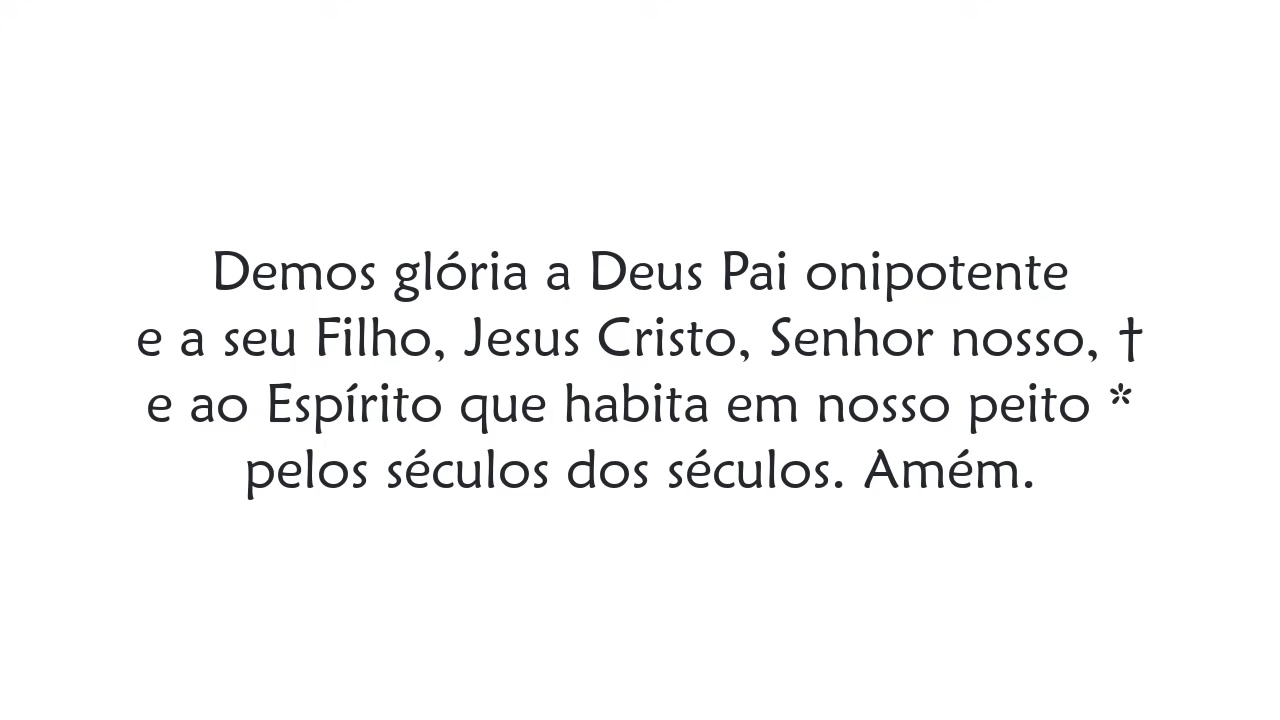 Demos glória a Deus Pai onipotente
e a seu Filho, Jesus Cristo, Senhor nosso, †
e ao Espírito que habita em nosso peito *
pelos séculos dos séculos. Amém.